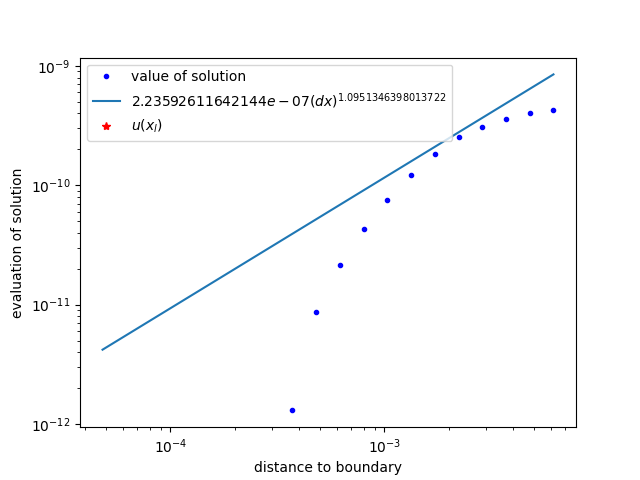 value of solution
2.23592611642144e − 07(dx)^1.0951346398013722
u(x_l)
10^−9
10^−10
10^−11
10^−12
evaluation of solution
10^−4
10^−3
distance to boundary